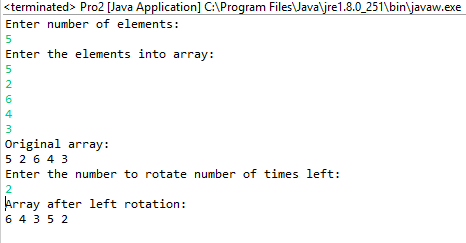 <terminated> Pro2 [Java Application] C:\Program Files\Java\jre1.8.0_251\bin\javaw.exe
Enter number of elements:
5
Enter the elements into array:
5
2
6
4
3
Original array:
5 2 6 4 3
Enter the number to rotate number of times left:
2
Array after left rotation:
6 4 3 5 2